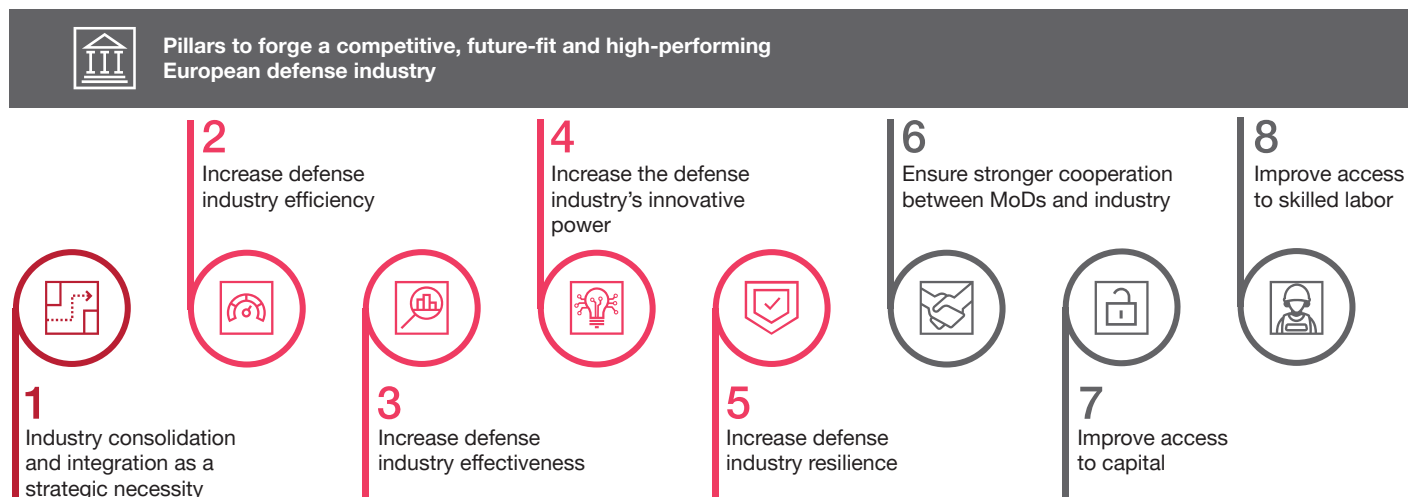 Pillars to forge a competitive, future-fit and high-performing
European defense industry
1
Industry consolidation
and integration as a
strategic necessity
2
Increase defense
industry efficiency
3
Increase defense
industry effectiveness
4
Increase the defense
industry’s innovative
power
5
Increase defense
industry resilience
6
Ensure stronger cooperation
between MoDs and industry
7
Improve access
to capital
8
Improve access
to skilled labor